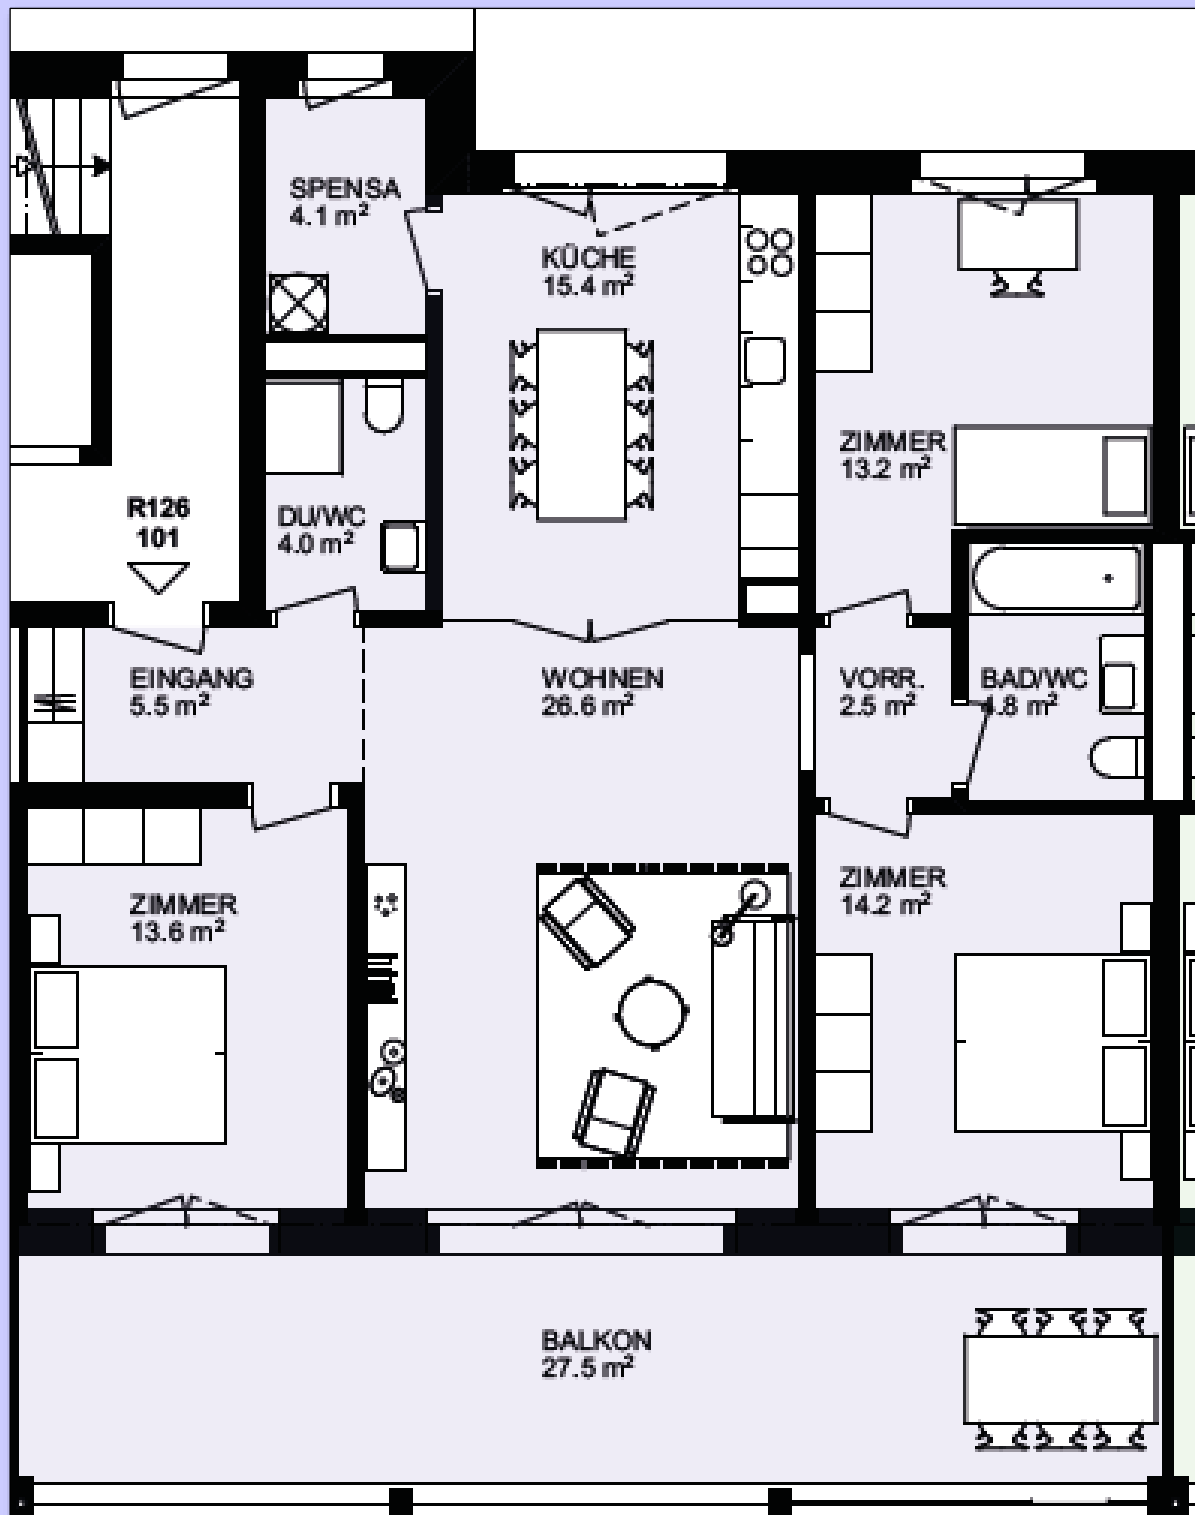 SPENSA
4.1 m²
KÜCHE
15.4 m²
ZIMMER
13.2 m²
R126
101
DU/WC
4.0 m²
EINGANG
5.5 m²
WOHNEN
26.6 m²
VORR.
2.5 m²
BAD/WC
4.8 m²
ZIMMER
13.6 m²
ZIMMER
14.2 m²
BALKON
27.5 m²